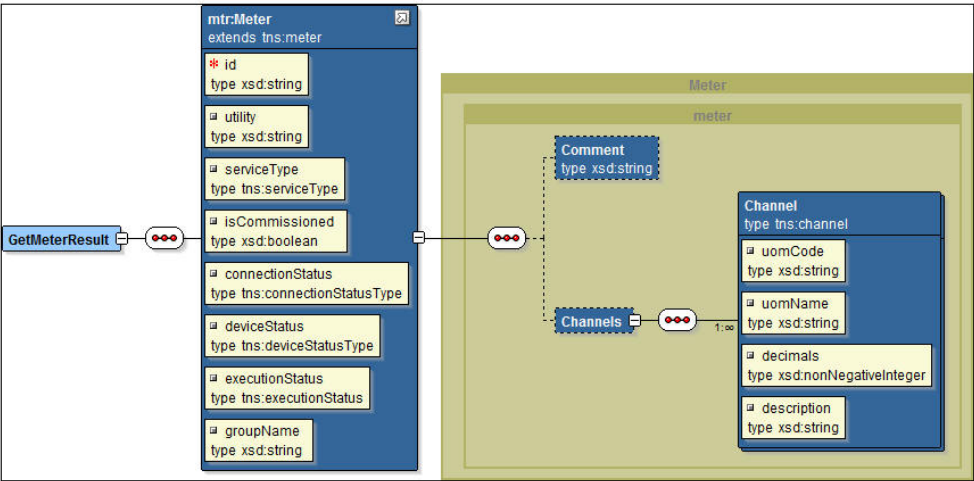 GetMeterResult
mtr:Meter
extends tns:meter
* id
type xsd:string
utility
type xsd:string
serviceType
type tns:serviceType
isCommissioned
type xsd:boolean
connectionStatus
type tns:connectionStatusType
deviceStatus
type tns:deviceStatusType
executionStatus
type tns:executionStatus
groupName
type xsd:string
Meter
meter
Comment
type xsd:string
Channels
1:∞
Channel
type tns:channel
uomCode
type xsd:string
uomName
type xsd:string
decimals
type xsd:nonNegativeInteger
description
type xsd:string